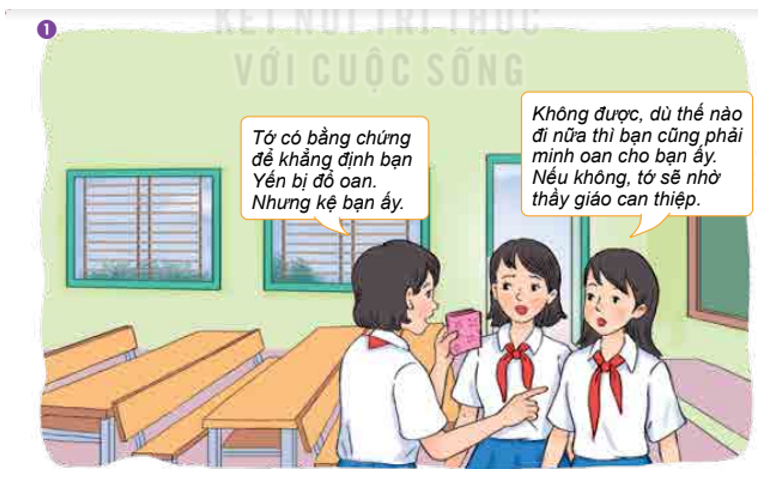 KẾT NỐI TRI THỨC
VỚI CUỘC SỐNG
1
Tớ có bằng chứng
để khẳng định bạn
Yến bị đổ oan.
Nhưng kệ bạn ấy.
Không được, dù thế nào
đi nữa thì bạn cũng phải
minh oan cho bạn ấy.
Nếu không, tớ sẽ nhờ
thầy giáo can thiệp.